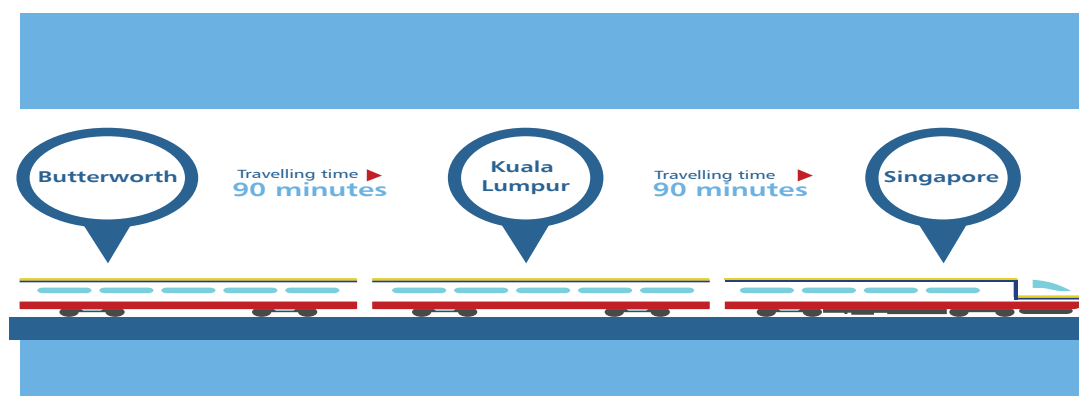 Butterworth
Travelling time
90 minutes
Kuala
Lumpur
Travelling time
90 minutes
Singapore